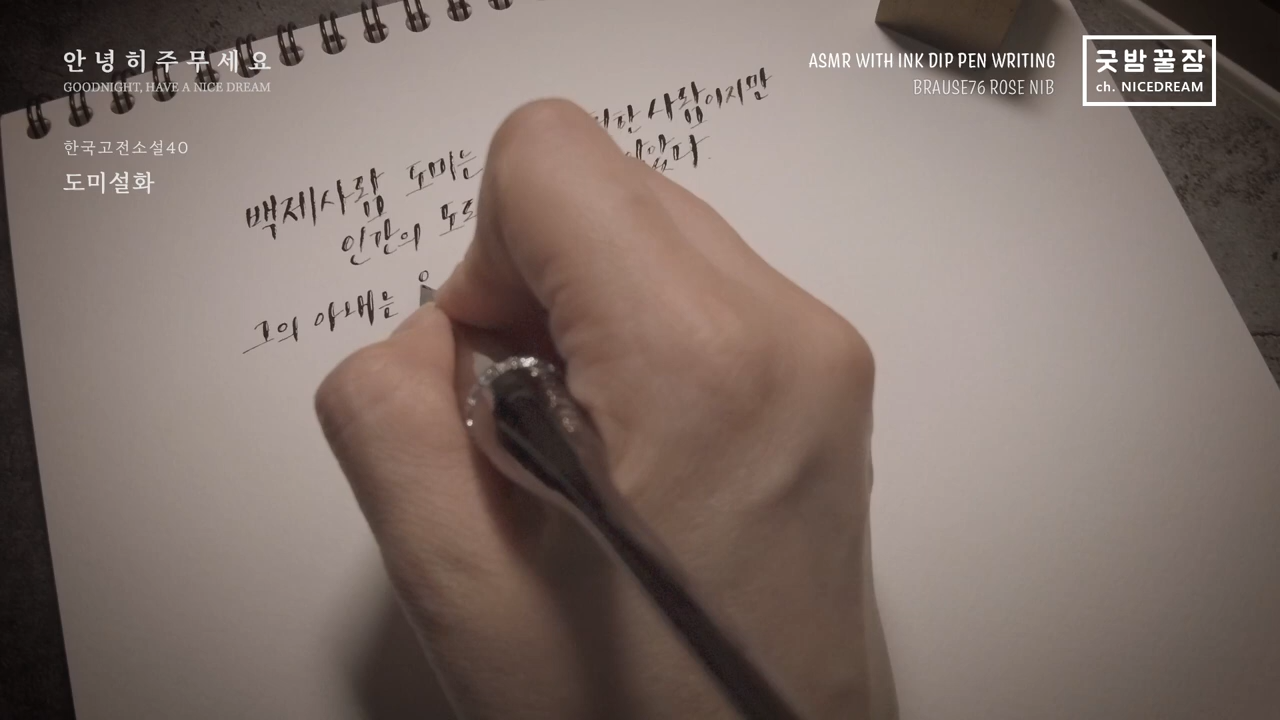 안녕히주무세요
GOODNIGHT, HAVE A NICE DREAM
한국고전소설40
도미설화
ASMR WITH INK DIP PEN WRITING
BRAUSE76 ROSE NIB
굿밤꿀잠
ch. NICEDREAM
백제사람 도미는 사람이지만
인간의 도
그의 아내는